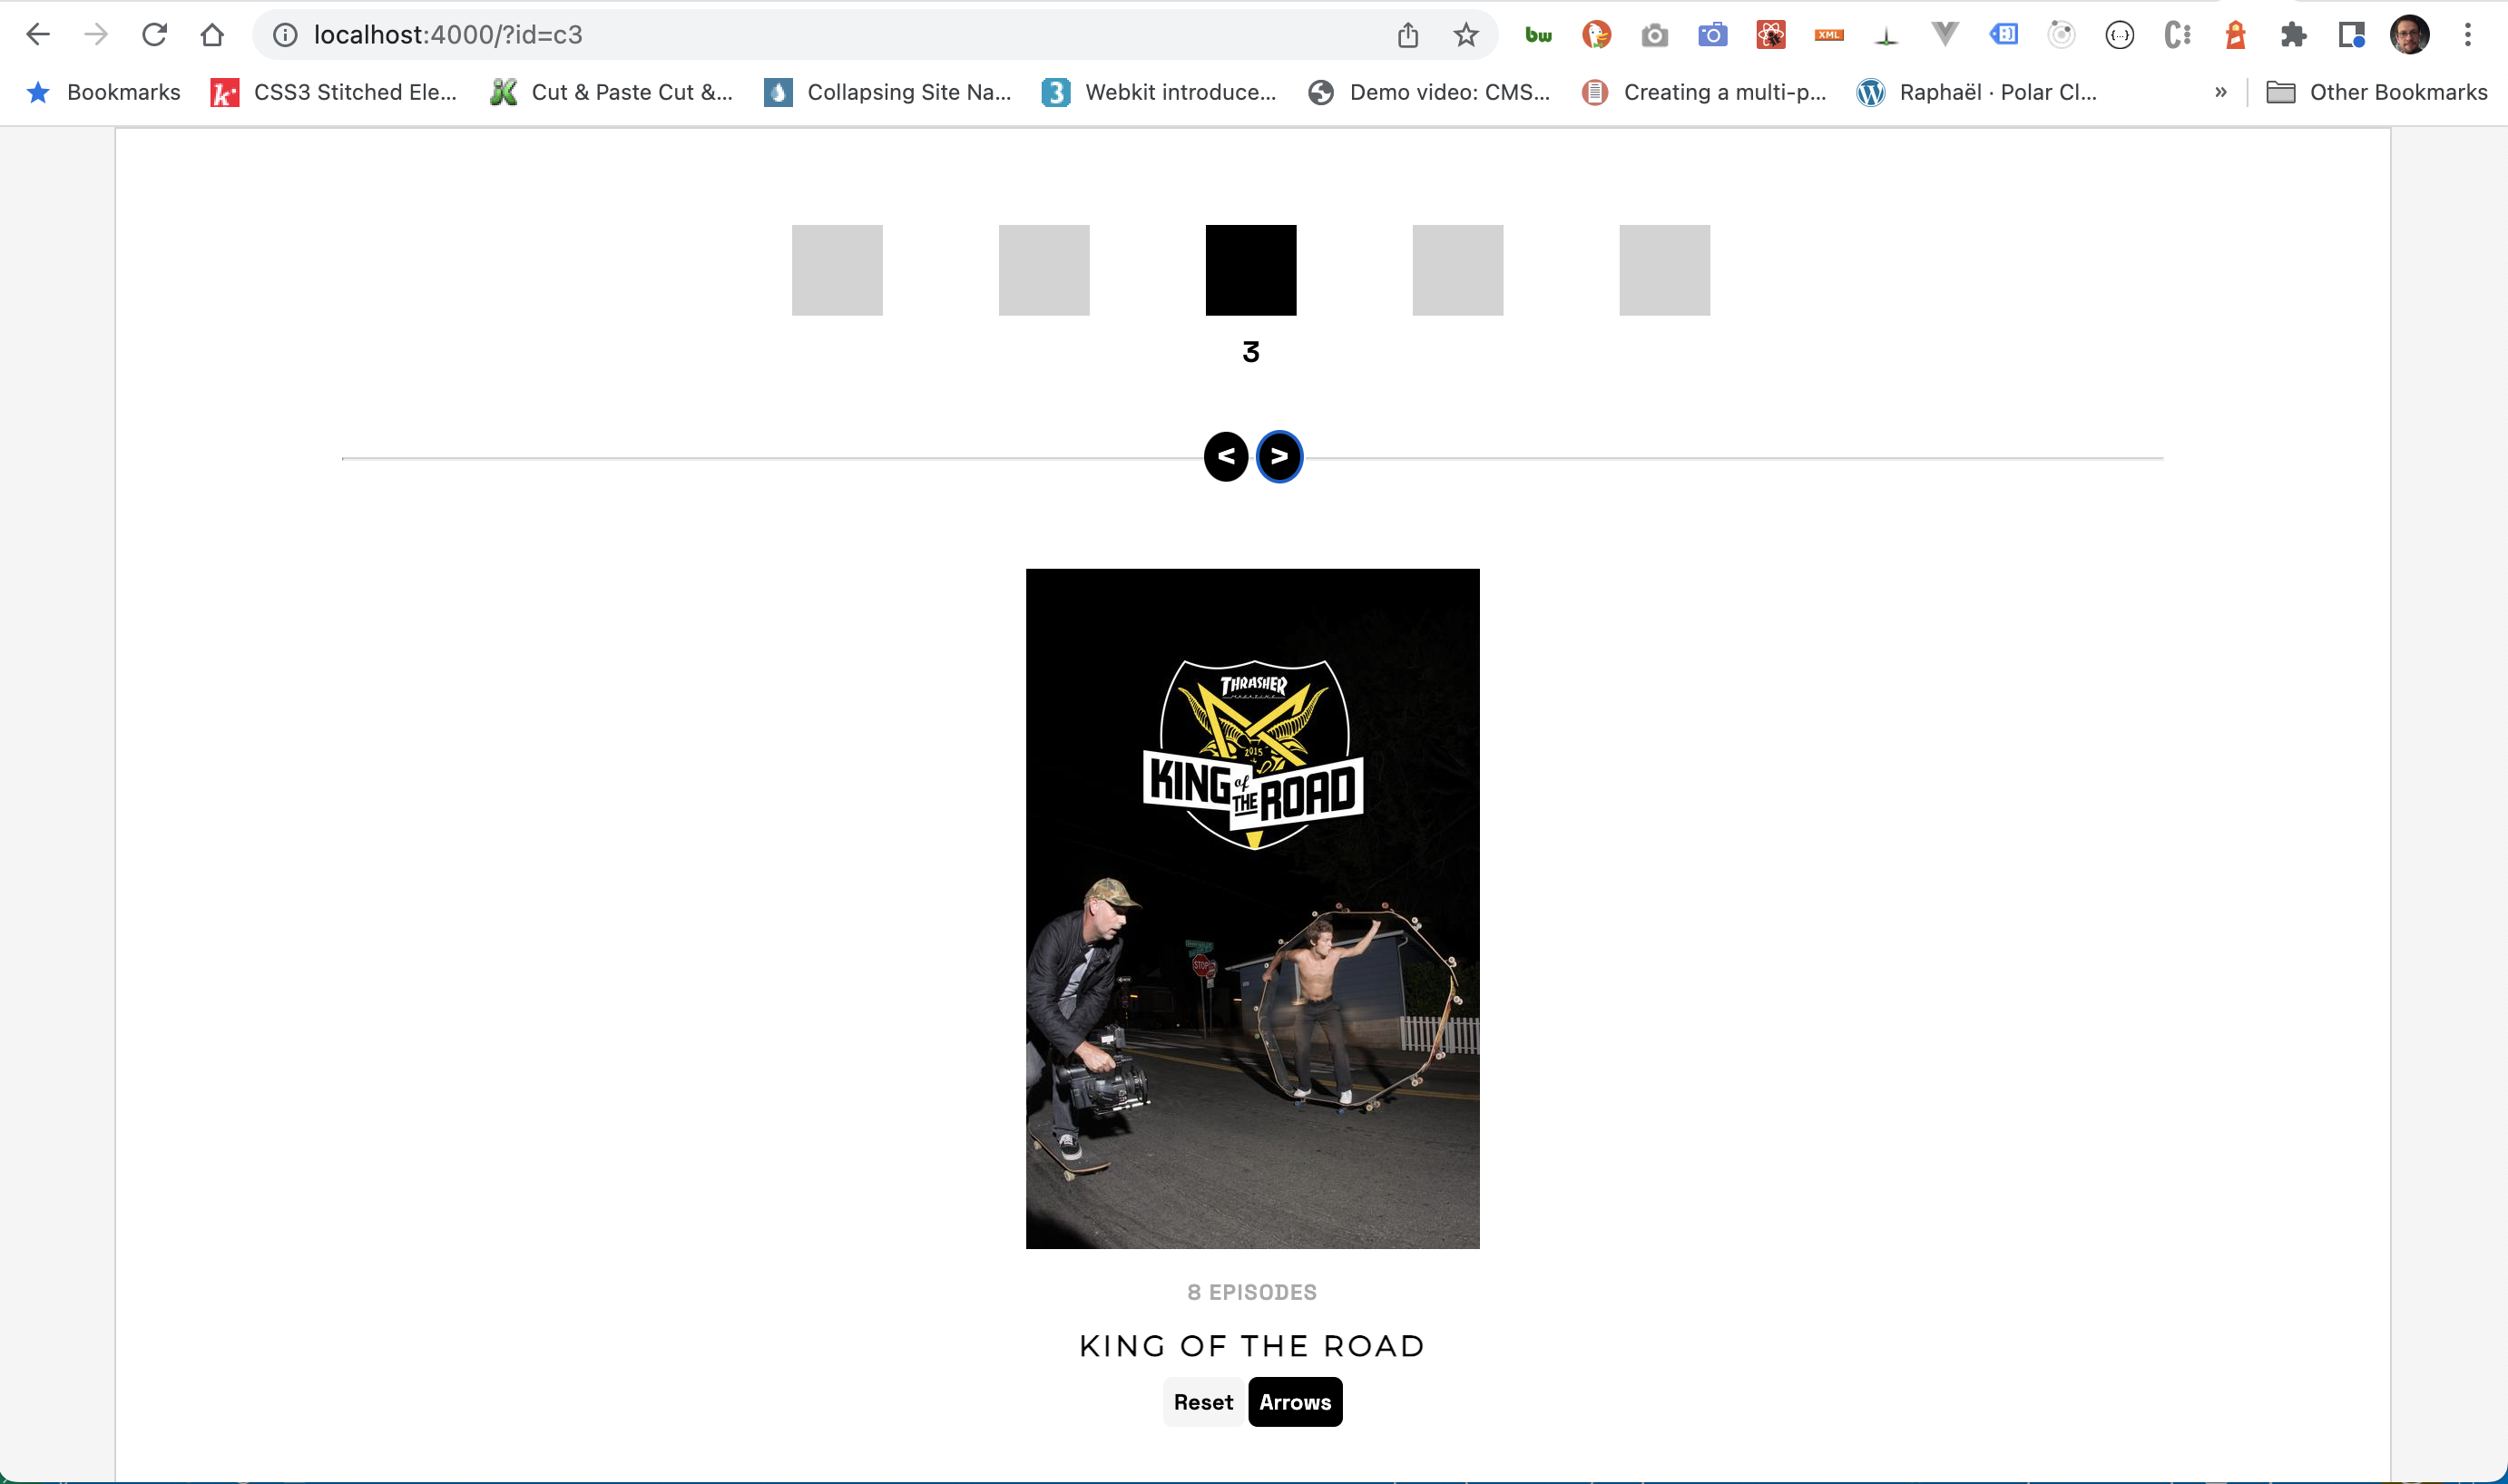 localhost:4000/?id=c3
bw
XML
Bookmarks
CSS3 Stitched Ele...
Cut & Paste Cut &...
Collapsing Site Na...
Webkit introduce...
Demo video: CMS...
Creating a multi-p...
Raphaël · Polar Cl...
»
Other Bookmarks
3
< >
THRASHER
MAGAZINE
2015
KING of THE ROAD
STOP
8 EPISODES
KING OF THE ROAD
Reset
Arrows